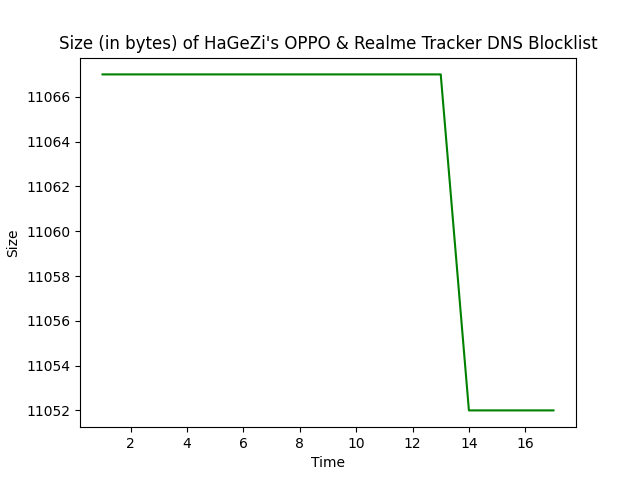 Size (in bytes) of HaGeZi's OPPO & Realme Tracker DNS Blocklist
11066
11064
11062
11060
11058
11056
11054
11052
Size
2 4 6 8 10 12 14 16
Time